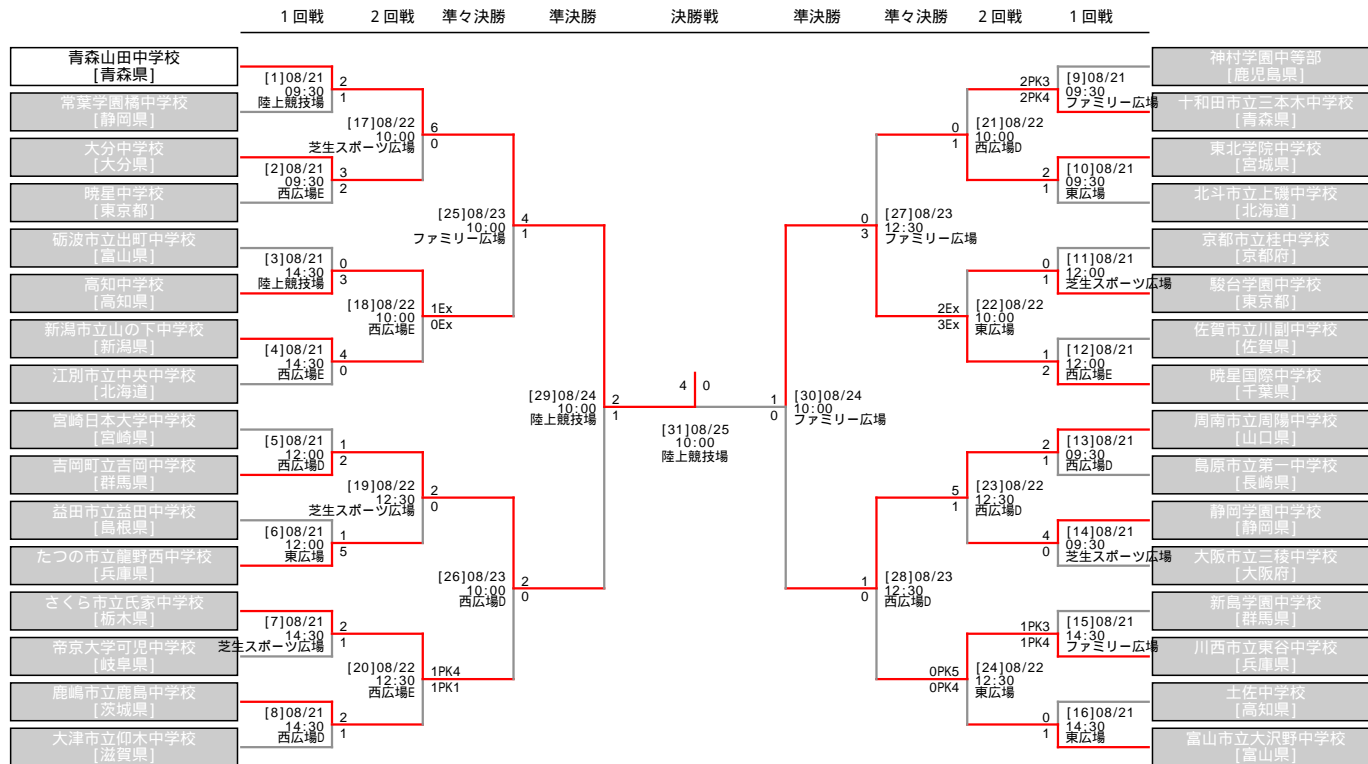 1回戦 2回戦 準々決勝 準決勝 決勝戦 準決勝 準々決勝 2回戦 1回戦
青森山田中学校
[青森県]
常葉学園橘中学校
[静岡県]
大分中学校
[大分県]
暁星中学校
[東京都]
砺波市立出町中学校
[富山県]
高知中学校
[高知県]
新潟市立山の下中学校
[新潟県]
江別市立中央中学校
[北海道]
宮崎日本大学中学校
[宮崎県]
吉岡町立吉岡中学校
[群馬県]
益田市立益田中学校
[島根県]
たつの市立龍野西中学校
[兵庫県]
さくら市立氏家中学校
[栃木県]
帝京大学可児中学校
[岐阜県]
鹿嶋市立鹿島中学校
[茨城県]
大津市立仰木中学校
[滋賀県]
[1]08/21
09:30
陸上競技場
2
1
[2]08/21
09:30
西広場E
3
2
[3]08/21
14:30
陸上競技場
0
3
[4]08/21
14:30
西広場E
4
0
[5]08/21
12:00
西広場D
1
2
[6]08/21
12:00
東広場
1
5
[7]08/21
14:30
芝生スポーツ広場
2
1
[8]08/21
14:30
西広場D
2
1
[17]08/22
10:00
芝生スポーツ広場
6
0
[18]08/22
10:00
西広場E
1Ex
0Ex
[19]08/22
12:30
芝生スポーツ広場
2
0
[20]08/22
12:30
西広場E
1PK4
1PK1
[25]08/23
10:00
ファミリー広場
4
1
[26]08/23
10:00
西広場D
2
0
[29]08/24
10:00
陸上競技場
2
1
4 0
[31]08/25
10:00
陸上競技場
1
0
[30]08/24
10:00
ファミリー広場
0
3
[27]08/23
12:30
ファミリー広場
1
0
[28]08/23
12:30
西広場D
0
1
[21]08/22
10:00
西広場D
2Ex
3Ex
[22]08/22
10:00
東広場
5
1
[23]08/22
12:30
西広場D
0PK5
0PK4
[24]08/22
12:30
東広場
2PK3
2PK4
[9]08/21
09:30
ファミリー広場
2
1
[10]08/21
09:30
東広場
0
1
[11]08/21
12:00
芝生スポーツ広場
1
2
[12]08/21
12:00
西広場E
2
1
[13]08/21
09:30
西広場D
4
0
[14]08/21
09:30
芝生スポーツ広場
1PK3
1PK4
[15]08/21
14:30
ファミリー広場
0
1
[16]08/21
14:30
東広場
神村学園中等部
[鹿児島県]
十和田市立三本木中学校
[青森県]
東北学院中学校
[宮城県]
北斗市立上磯中学校
[北海道]
京都市立桂中学校
[京都府]
駿台学園中学校
[東京都]
佐賀市立川副中学校
[佐賀県]
暁星国際中学校
[千葉県]
周南市立周陽中学校
[山口県]
島原市立第一中学校
[長崎県]
静岡学園中学校
[静岡県]
大阪市立三稜中学校
[大阪府]
新島学園中学校
[群馬県]
川西市立東谷中学校
[兵庫県]
土佐中学校
[高知県]
富山市立大沢野中学校
[富山県]